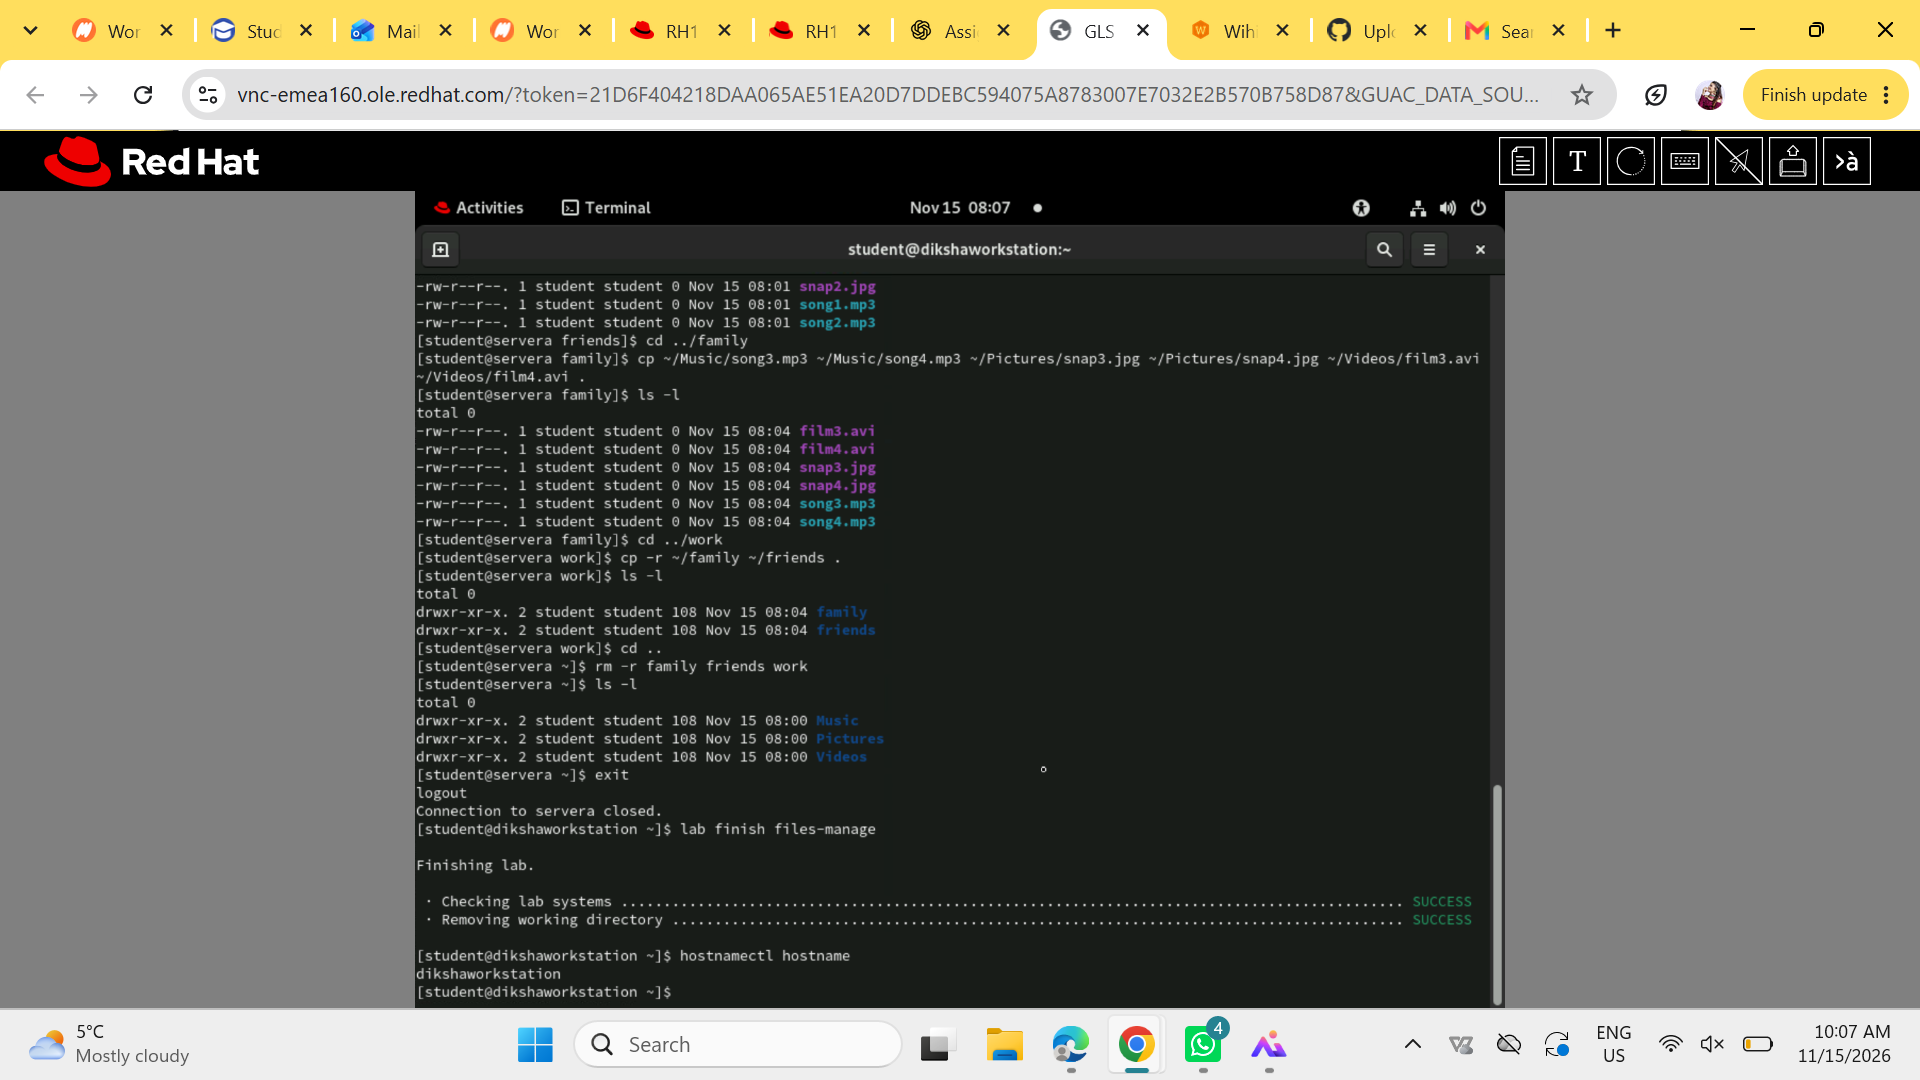 Wor
Stud
Mail
Wor
RH1
RH1
Assi
GLS
Wihi
Uplo
Sear
vnc-emea160.ole.redhat.com/?token=21D6F404218DAA065AE51EA20D7DDEBC594075A8783007E7032E2B570B758D87&GUAC_DATA_SOU...
Finish update
Red Hat
T
>à
Activities
Terminal
Nov 15 08:07
student@dikshaworkstation:~
-rw-r--r--. 1 student student 0 Nov 15 08:01 snap2.jpg
-rw-r--r--. 1 student student 0 Nov 15 08:01 song1.mp3
-rw-r--r--. 1 student student 0 Nov 15 08:01 song2.mp3
[student@servera friends]$ cd ../family
[student@servera family]$ cp ~/Music/song3.mp3 ~/Music/song4.mp3 ~/Pictures/snap3.jpg ~/Pictures/snap4.jpg ~/Videos/film3.avi
~/Videos/film4.avi .
[student@servera family]$ ls -l
total 0
-rw-r--r--. 1 student student 0 Nov 15 08:04 film3.avi
-rw-r--r--. 1 student student 0 Nov 15 08:04 film4.avi
-rw-r--r--. 1 student student 0 Nov 15 08:04 snap3.jpg
-rw-r--r--. 1 student student 0 Nov 15 08:04 snap4.jpg
-rw-r--r--. 1 student student 0 Nov 15 08:04 song3.mp3
-rw-r--r--. 1 student student 0 Nov 15 08:04 song4.mp3
[student@servera family]$ cd ../work
[student@servera work]$ cp -r ~/family ~/friends .
[student@servera work]$ ls -l
total 0
drwxr-xr-x. 2 student student 108 Nov 15 08:04 family
drwxr-xr-x. 2 student student 108 Nov 15 08:04 friends
[student@servera work]$ cd ..
[student@servera ~]$ rm -r family friends work
[student@servera ~]$ ls -l
total 0
drwxr-xr-x. 2 student student 108 Nov 15 08:00 Music
drwxr-xr-x. 2 student student 108 Nov 15 08:00 Pictures
drwxr-xr-x. 2 student student 108 Nov 15 08:00 Videos
[student@servera ~]$ exit
logout
Connection to servera closed.
[student@dikshaworkstation ~]$ lab finish files-manage
Finishing lab.
· Checking lab systems ............................................................................................ SUCCESS
· Removing working directory ...................................................................................... SUCCESS
[student@dikshaworkstation ~]$ hostnamectl hostname
dikshaworkstation
[student@dikshaworkstation ~]$
5°C
Mostly cloudy
Search
4
ENG
US
10:07 AM
11/15/2026